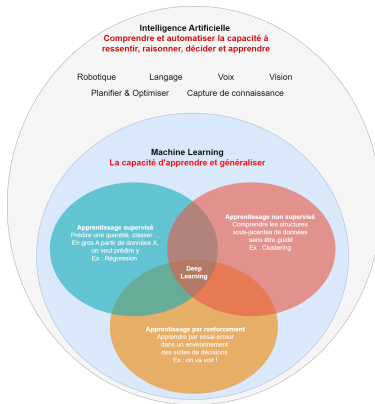 Intelligence Artificielle
Comprendre et automatiser la capacité à
ressentir, raisonner, décider et apprendre
Robotique Langage Voix Vision
Planifier & Optimiser Capture de connaissance
Machine Learning
La capacité d'apprendre et généraliser
Apprentissage supervisé
Prédire une quantité, classer ...
En gros A partir de données X,
on veut prédire y
Ex : Régression
Apprentissage non supervisé
Comprendre les structures
sous-jacentes de données
sans être guidé
Ex : Clustering
Deep
Learning
Apprentissage par renforcement
Apprendre par essai-erreur
dans un environnement
des suites de décisions
Ex : on va voir !